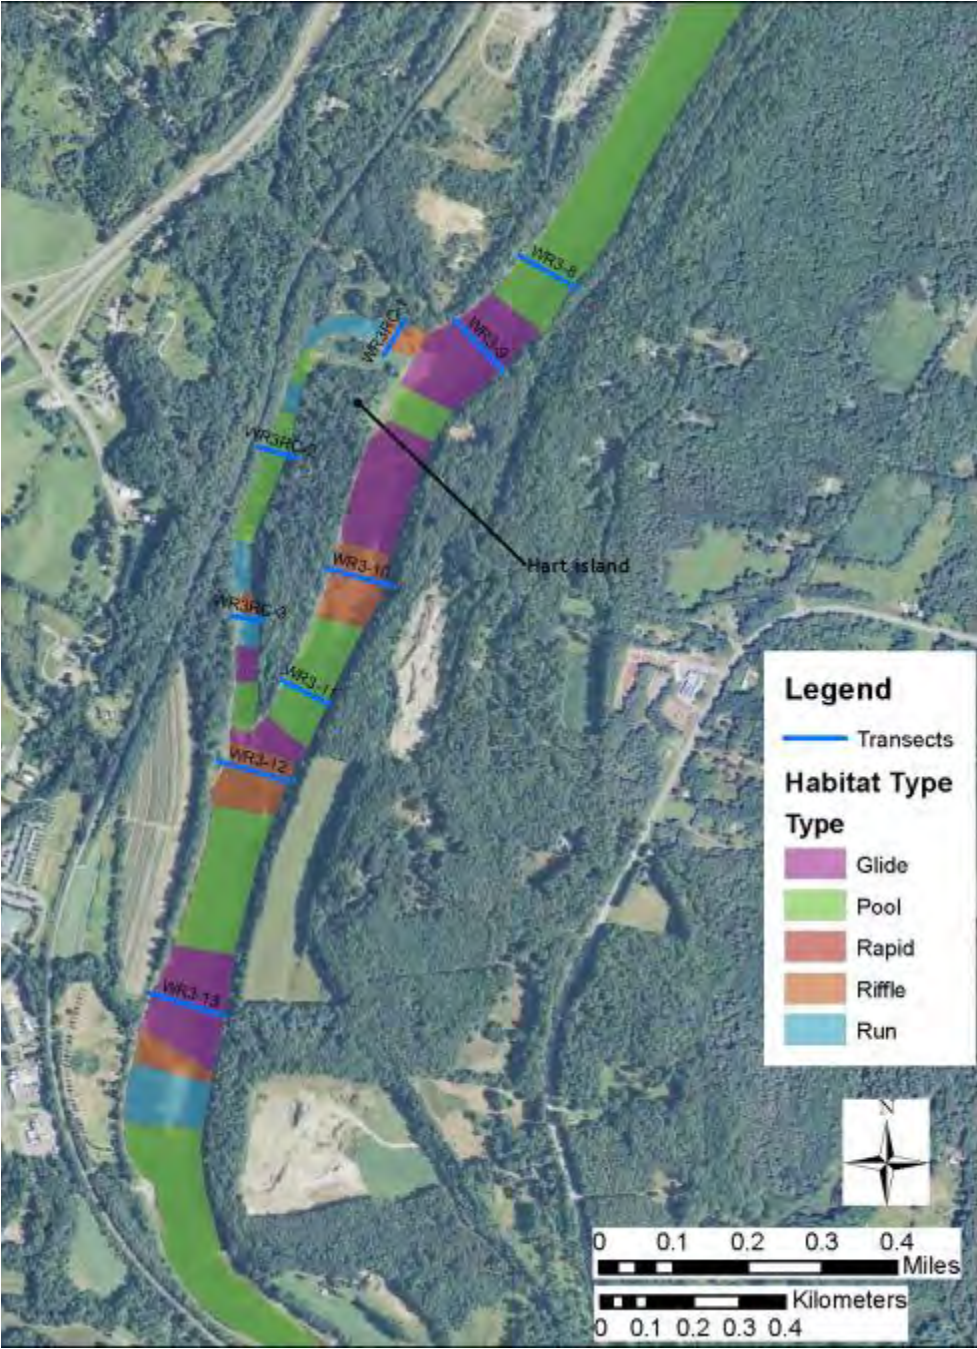 WR3-8
WR3-9
WR3RC-1
WR3RC-2
Hart island
WR3-10
WR3RC-3
WR3-11
WR3-12
WR3-13
Legend
Transects
Habitat Type
Type
Glide
Pool
Rapid
Riffle
Run
N
0 0.1 0.2 0.3 0.4
Miles
Kilometers
0 0.1 0.2 0.3 0.4